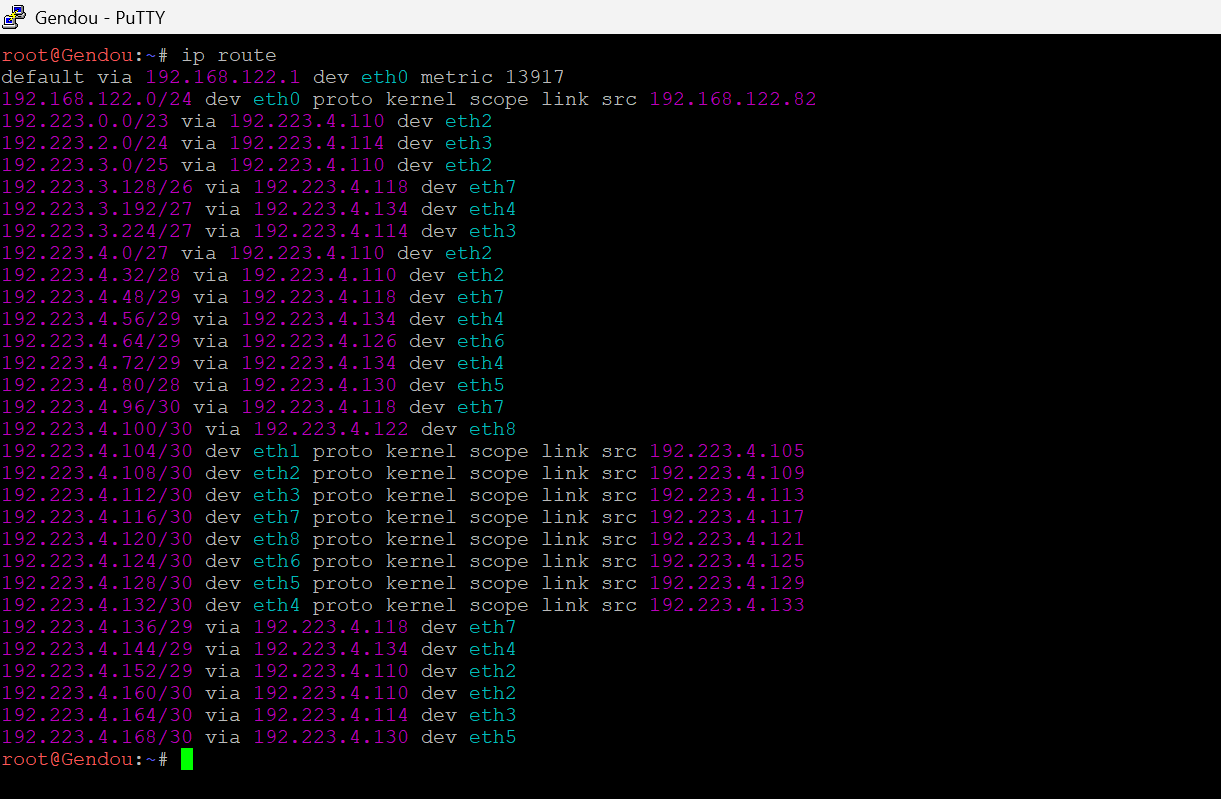 Gendou - PuTTY
root@Gendou:~# ip route
default via 192.168.122.1 dev eth0 metric 13917
192.168.122.0/24 dev eth0 proto kernel scope link src 192.168.122.82
192.223.0.0/23 via 192.223.4.110 dev eth2
192.223.2.0/24 via 192.223.4.114 dev eth3
192.223.3.0/25 via 192.223.4.110 dev eth2
192.223.3.128/26 via 192.223.4.118 dev eth7
192.223.3.192/27 via 192.223.4.134 dev eth4
192.223.3.224/27 via 192.223.4.114 dev eth3
192.223.4.0/27 via 192.223.4.110 dev eth2
192.223.4.32/28 via 192.223.4.110 dev eth2
192.223.4.48/29 via 192.223.4.118 dev eth7
192.223.4.56/29 via 192.223.4.134 dev eth4
192.223.4.64/29 via 192.223.4.126 dev eth6
192.223.4.72/29 via 192.223.4.134 dev eth4
192.223.4.80/28 via 192.223.4.130 dev eth5
192.223.4.96/30 via 192.223.4.118 dev eth7
192.223.4.100/30 via 192.223.4.122 dev eth8
192.223.4.104/30 dev eth1 proto kernel scope link src 192.223.4.105
192.223.4.108/30 dev eth2 proto kernel scope link src 192.223.4.109
192.223.4.112/30 dev eth3 proto kernel scope link src 192.223.4.113
192.223.4.116/30 dev eth7 proto kernel scope link src 192.223.4.117
192.223.4.120/30 dev eth8 proto kernel scope link src 192.223.4.121
192.223.4.124/30 dev eth6 proto kernel scope link src 192.223.4.125
192.223.4.128/30 dev eth5 proto kernel scope link src 192.223.4.129
192.223.4.132/30 dev eth4 proto kernel scope link src 192.223.4.133
192.223.4.136/29 via 192.223.4.118 dev eth7
192.223.4.144/29 via 192.223.4.134 dev eth4
192.223.4.152/29 via 192.223.4.110 dev eth2
192.223.4.160/30 via 192.223.4.110 dev eth2
192.223.4.164/30 via 192.223.4.114 dev eth3
192.223.4.168/30 via 192.223.4.130 dev eth5
root@Gendou:~#